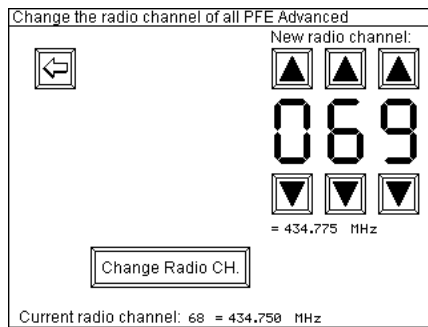 Change the radio channel of all PFE Advanced
New radio channel:
069
= 434.775 MHz
Change Radio CH.
Current radio channel: 68 = 434.750 MHz